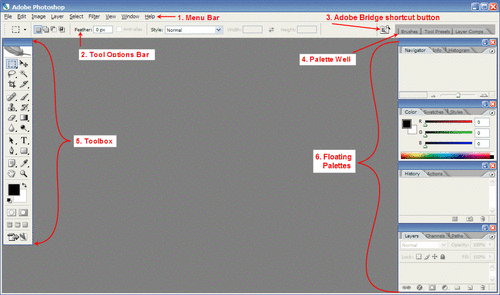 Adobe Photoshop
File Edit Image Layer Select Filter View Window Help
1. Menu Bar
3. Adobe Bridge shortcut button
Feather: 0 px Anti-alias Style: Normal Width: Height:
Brushes Tool Presets Layer Comps
2. Tool Options Bar
4. Palette Well
Navigator Info Histogram
Color Swatches Styles
R 0
G 0
B 0
5. Toolbox
6. Floating
Palettes
History Actions
Layers Channels Paths
Normal Opacity:
Lock: Fill: